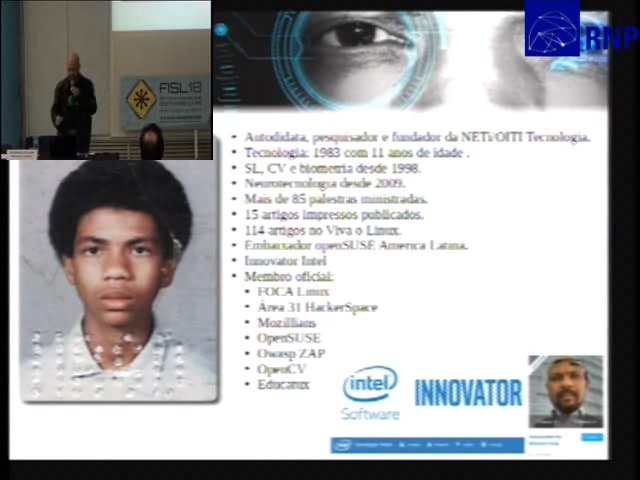 RNP
FISL18
Autodidata, pesquisador e fundador da NETi/OITI Tecnologia.
Tecnologia: 1983 com 11 anos de idade .
SL, CV e biometria desde 1998.
Neurotecnologia desde 2009.
Mais de 85 palestras ministradas.
15 artigos impressos publicados.
114 artigos no Viva o Linux.
Embaixador openSUSE America Latina.
Innovator Intel
Membro oficial:
FOCA Linux
Área 31 HackerSpace
Mozillians
OpenSUSE
Owasp ZAP
OpenCV
Educatux
intel
Software
INNOVATOR